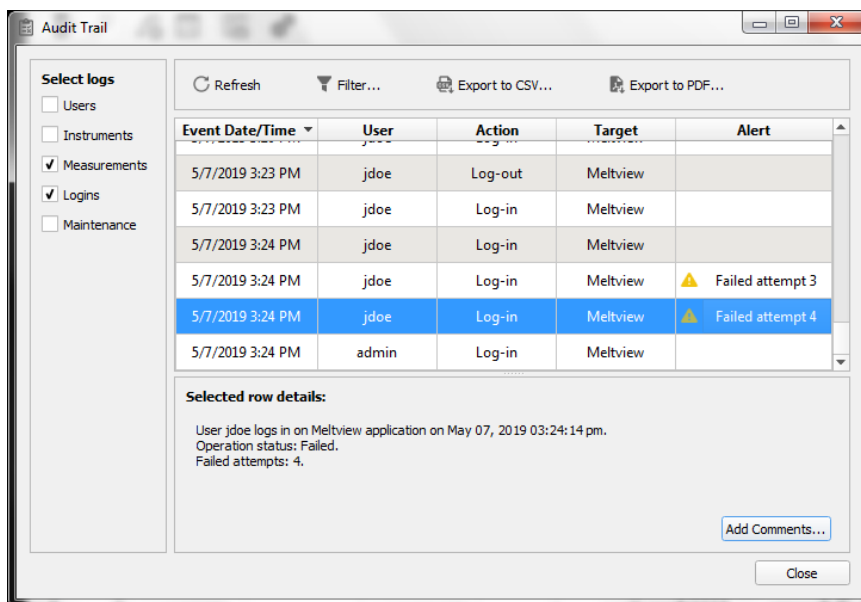 Audit Trail
Select logs
Users
Instruments
Measurements
Logins
Maintenance
Refresh Filter... Export to CSV... Export to PDF...
Event Date/Time User Action Target Alert
5/7/2019 3:23 PM jdoe Log-out Meltview
5/7/2019 3:23 PM jdoe Log-in Meltview
5/7/2019 3:24 PM jdoe Log-in Meltview
5/7/2019 3:24 PM jdoe Log-in Meltview Failed attempt 3
5/7/2019 3:24 PM jdoe Log-in Meltview Failed attempt 4
5/7/2019 3:24 PM admin Log-in Meltview
Selected row details:
User jdoe logs in on Meltview application on May 07, 2019 03:24:14 pm.
Operation status: Failed.
Failed attempts: 4.
Add Comments...
Close